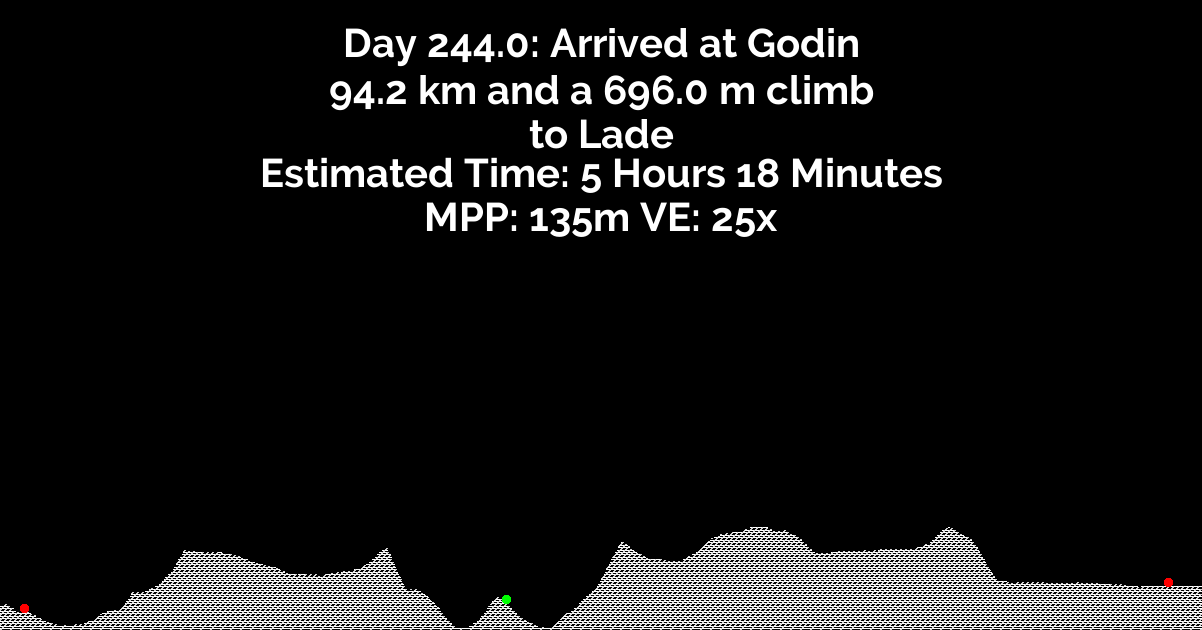 Day 244.0: Arrived at Godin
94.2 km and a 696.0 m climb
to Lade
Estimated Time: 5 Hours 18 Minutes
MPP: 135m VE: 25x